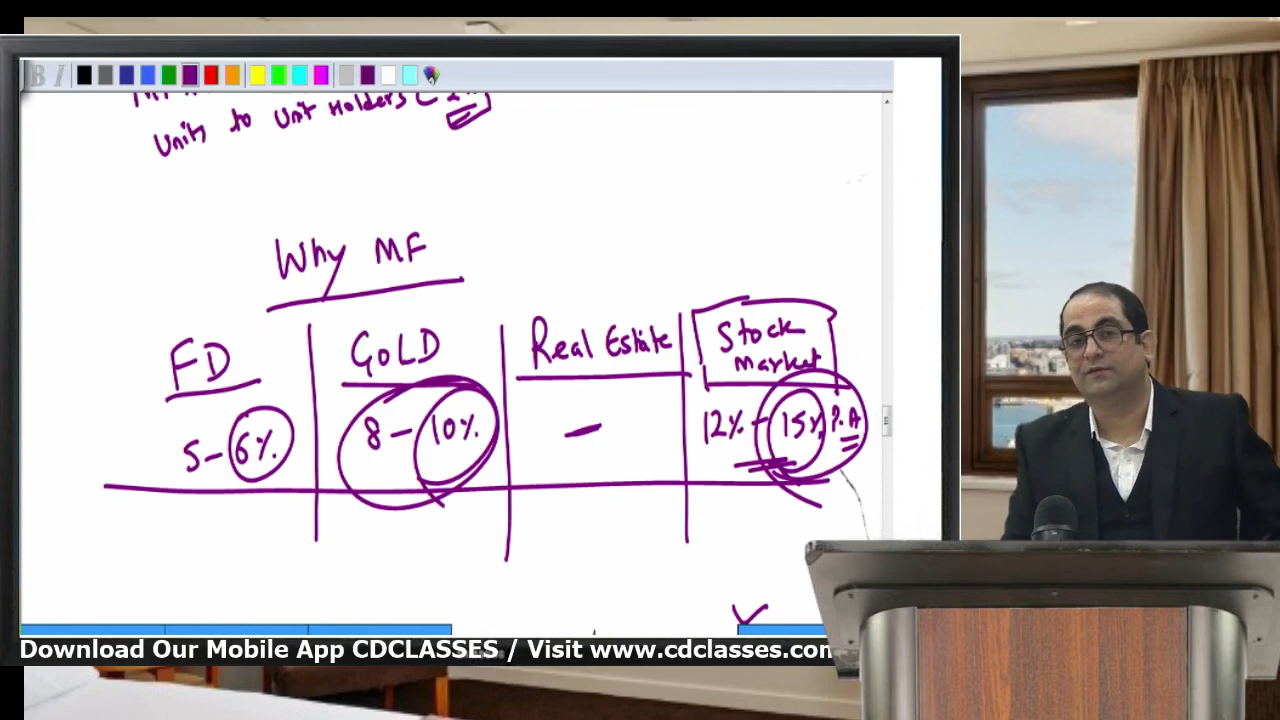 B I
Units to Unit Holders
Why MF
FD GOLD Real Estate Stock Market
5-6% 8-10% - 12%-15% P.A
Download Our Mobile App CDCLASSES / Visit www.cdclasses.com